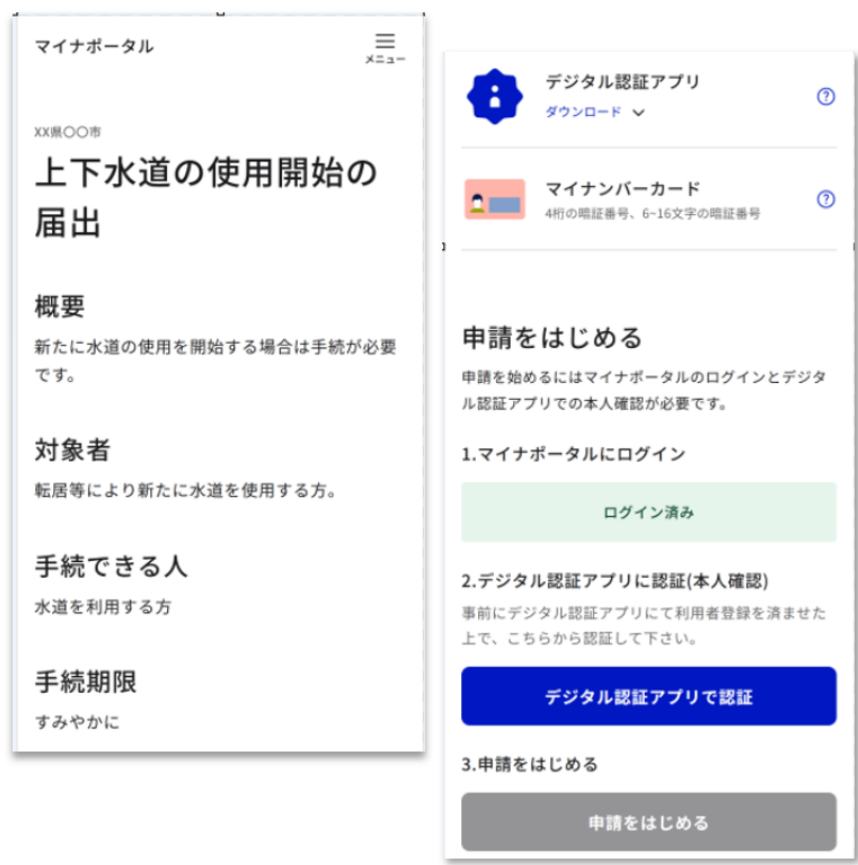 マイナポータル
メニュー
XX県〇〇市
上下水道の使用開始の
届出
概要
新たに水道の使用を開始する場合は手続が必要
です。
対象者
転居等により新たに水道を使用する方。
手続できる人
水道を利用する方
手続期限
すみやかに
デジタル認証アプリ
ダウンロード
?
マイナンバーカード
4桁の暗証番号、6~16文字の暗証番号
?
申請をはじめる
申請を始めるにはマイナポータルのログインとデジタ
ル認証アプリでの本人確認が必要です。
1.マイナポータルにログイン
ログイン済み
2.デジタル認証アプリに認証(本人確認)
事前にデジタル認証アプリにて利用者登録を済ませた
上で、こちらから認証して下さい。
デジタル認証アプリで認証
3.申請をはじめる
申請をはじめる